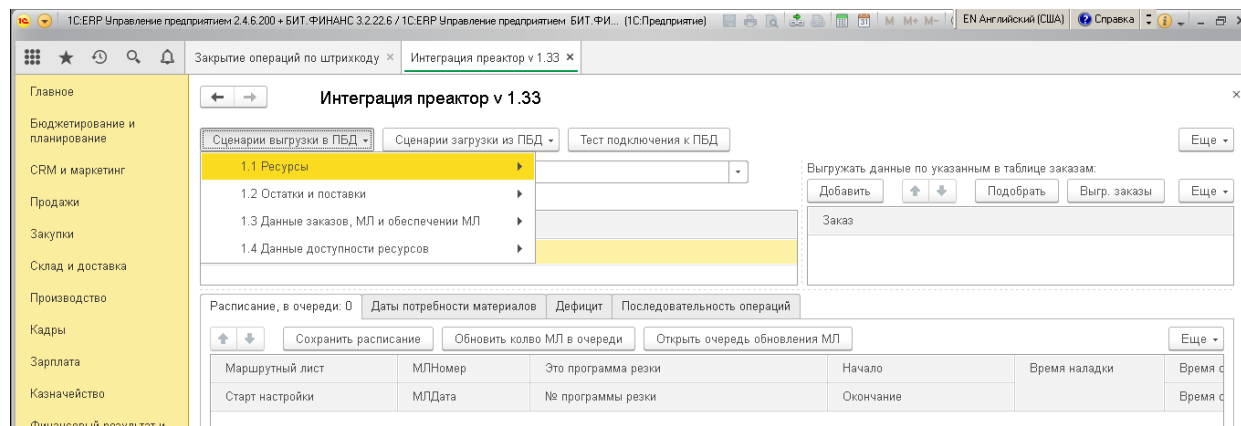 1С:ERP Управление предприятием 2.4.6.200 + БИТ.ФИНАНС 3.2.22.6 / 1С:ERP Управление предприятием БИТ.ФИ... (1С:Предприятие)
M M+ M-
EN Английский (США)
Справка
Закрытие операций по штрихкоду ×
Интеграция преактор v 1.33 ×
Главное
Бюджетирование и
планирование
CRM и маркетинг
Продажи
Закупки
Склад и доставка
Производство
Кадры
Зарплата
Казначейство
Финансовый результат и
Интеграция преактор v 1.33
Сценарии выгрузки в ПБД
Сценарии загрузки из ПБД
Тест подключения к ПБД
Еще
1.1 Ресурсы
1.2 Остатки и поставки
1.3 Данные заказов, МЛ и обеспечении МЛ
1.4 Данные доступности ресурсов
Выгружать данные по указанным в таблице заказам:
Добавить
Подобрать
Выгр. заказы
Еще
Заказ
Расписание, в очереди: 0
Даты потребности материалов
Дефицит
Последовательность операций
Сохранить расписание
Обновить колво МЛ в очереди
Открыть очередь обновления МЛ
Еще
Маршрутный лист МЛНомер Это программа резки Начало Время наладки Время
Старт настройки МЛДата № программы резки Окончание Время